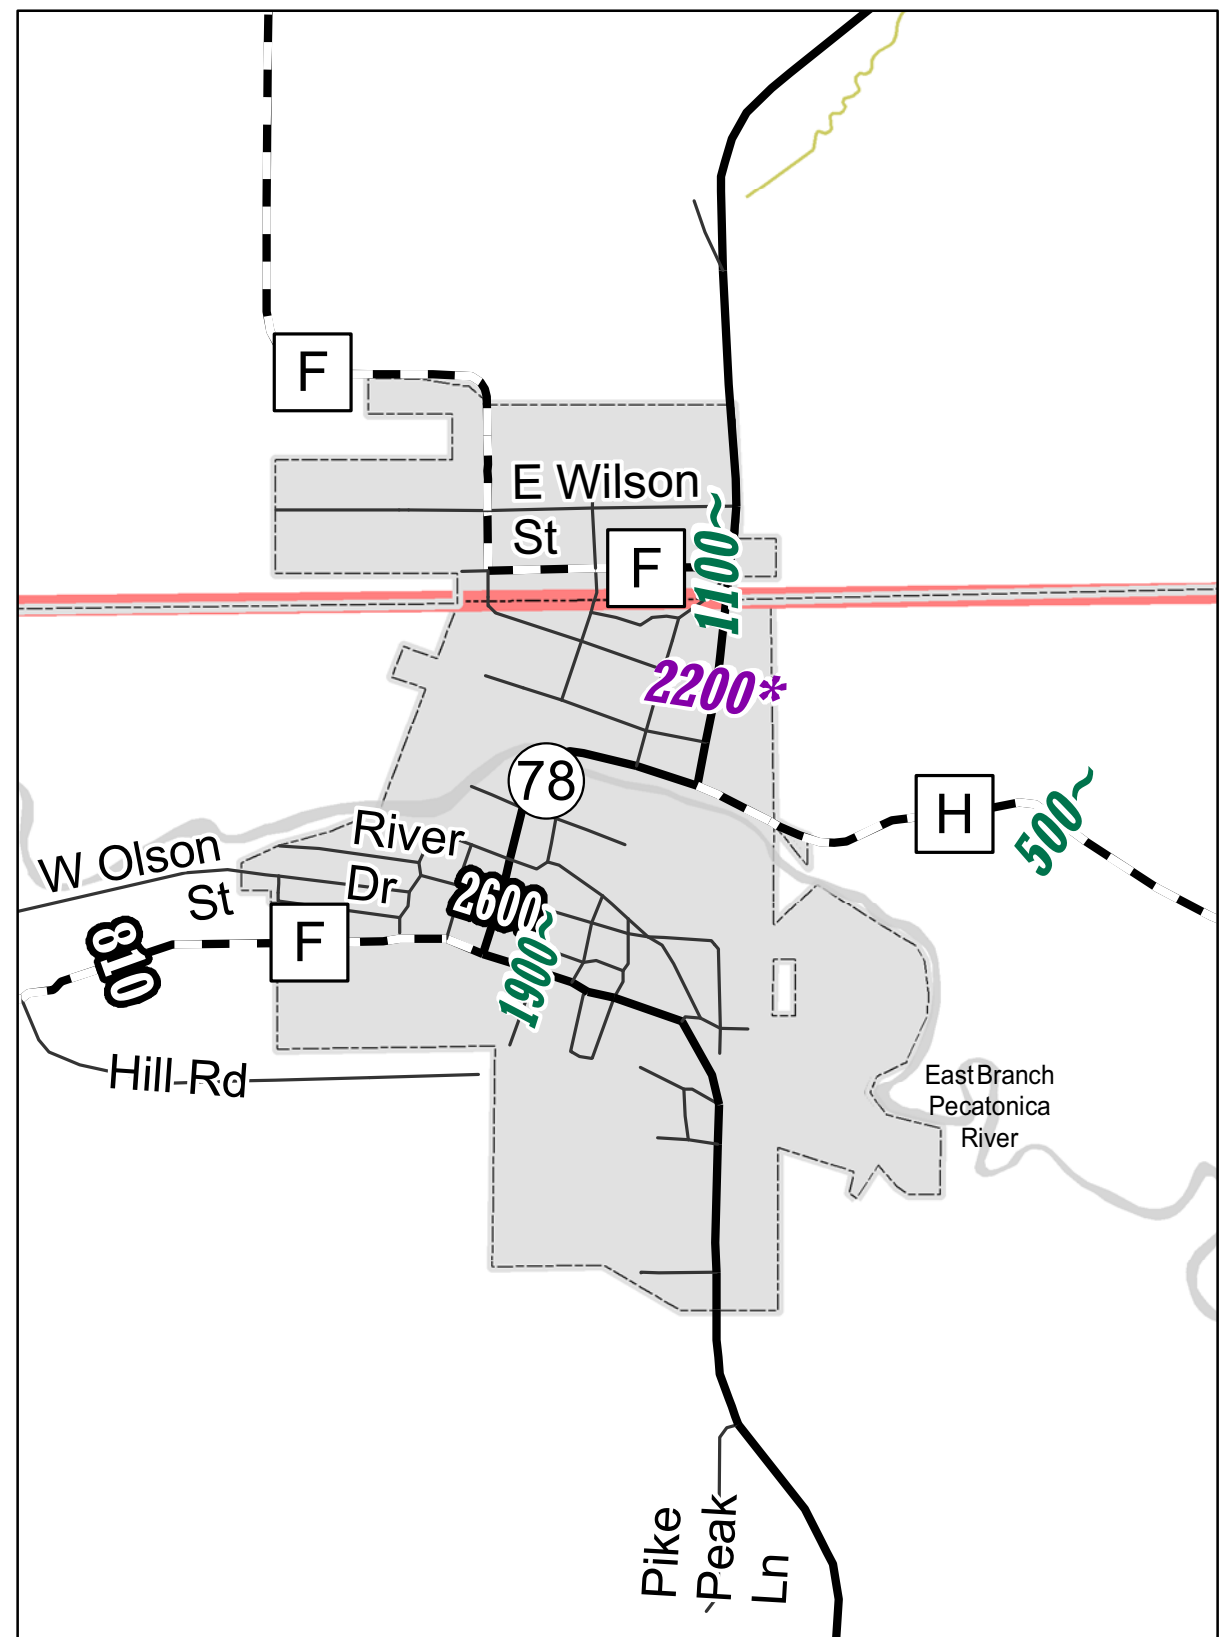 F
E Wilson
St
F
1100~
2200*
78
H
500~
River
Dr
W Olson
St
2600
1900~
F
810
Hill Rd
East Branch
Pecatonica
River
Pike
Peak
Ln